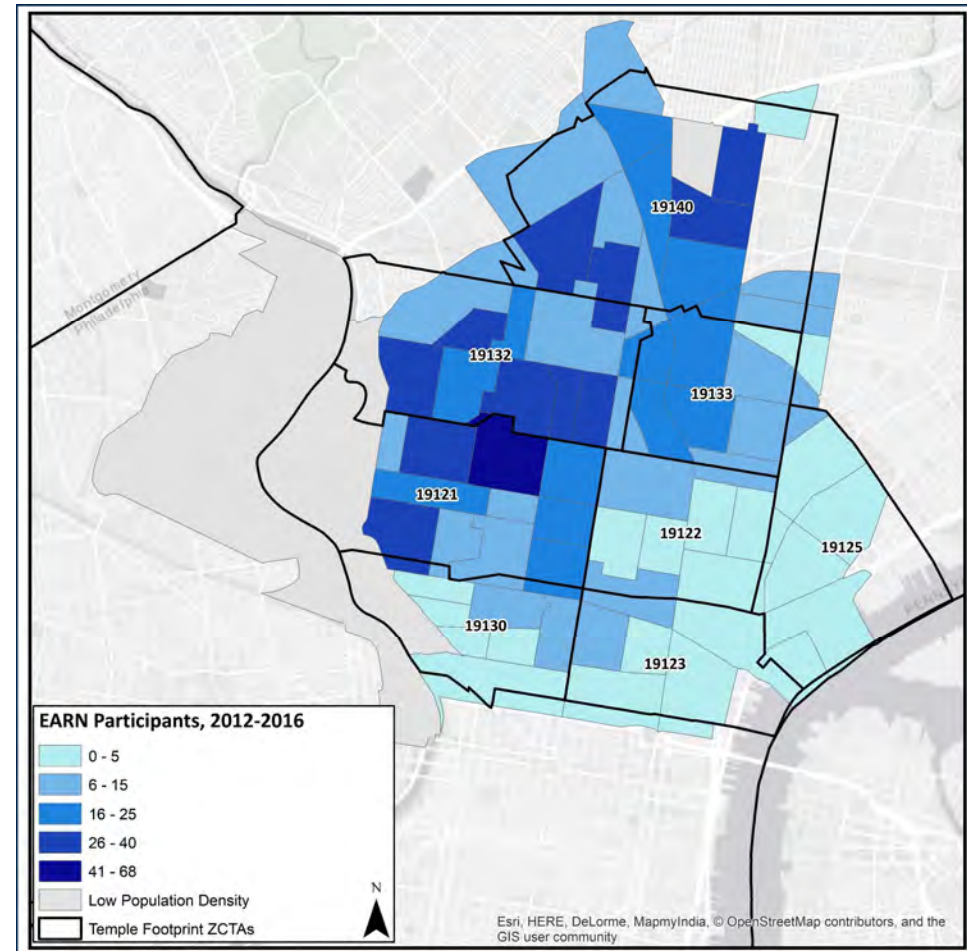 19140
Montgomery
Philadelphia
19132
19133
19121
19122
19125
19130
19123
EARN Participants, 2012-2016
0 - 5
6 - 15
16 - 25
26 - 40
41 - 68
Low Population Density
Temple Footprint ZCTAs
N
Esri, HERE, DeLorme, MapmyIndia, © OpenStreetMap contributors, and the
GIS user community